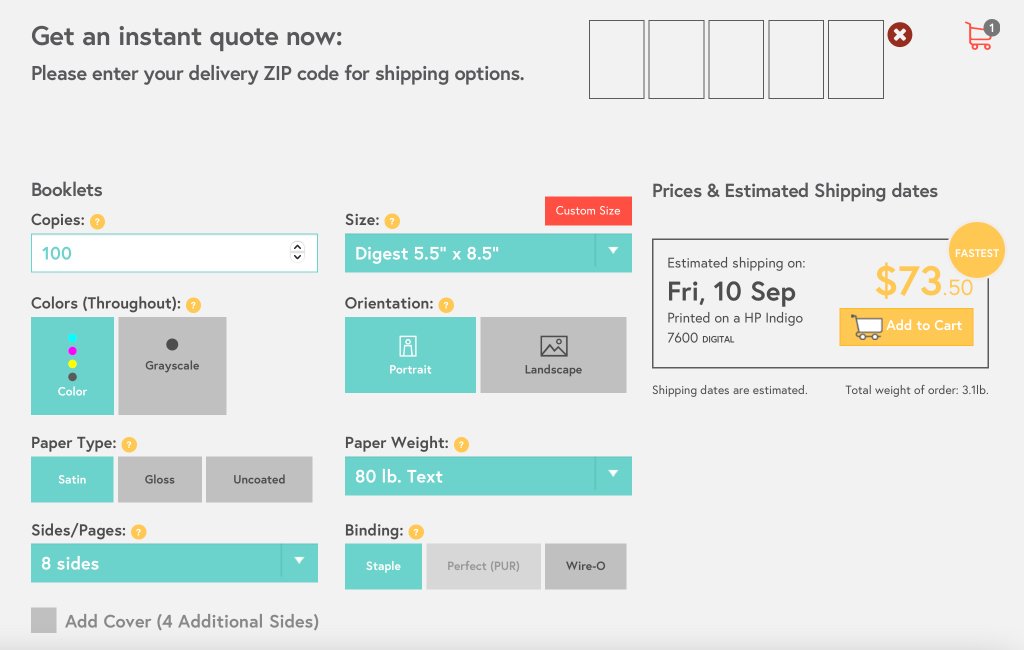 Get an instant quote now:
Please enter your delivery ZIP code for shipping options.
1
Booklets
Copies: ?
100
Size: ?
Custom Size
Digest 5.5" x 8.5"
Colors (Throughout): ?
Color
Grayscale
Orientation: ?
Portrait
Landscape
Paper Type: ?
Satin
Gloss
Uncoated
Paper Weight: ?
80 lb. Text
Sides/Pages: ?
8 sides
Binding: ?
Staple
Perfect (PUR)
Wire-O
Add Cover (4 Additional Sides)
Prices & Estimated Shipping dates
FASTEST
Estimated shipping on:
Fri, 10 Sep
Printed on a HP Indigo
7600 DIGITAL
$73.50
Add to Cart
Shipping dates are estimated.
Total weight of order: 3.1lb.